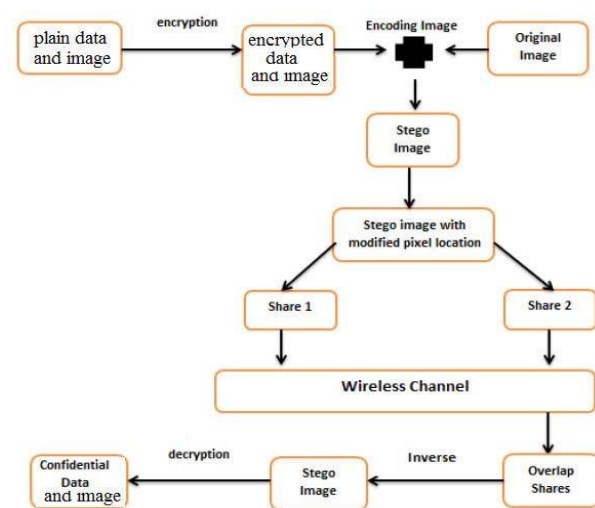 encryption
Encoding Image
plain data
and image
encrypted
data
and image
Original
Image
Stego
Image
Stego image with
modified pixel location
Share 1
Share 2
Wireless Channel
decryption
Inverse
Confidential
Data
and image
Stego
Image
Overlap
Shares